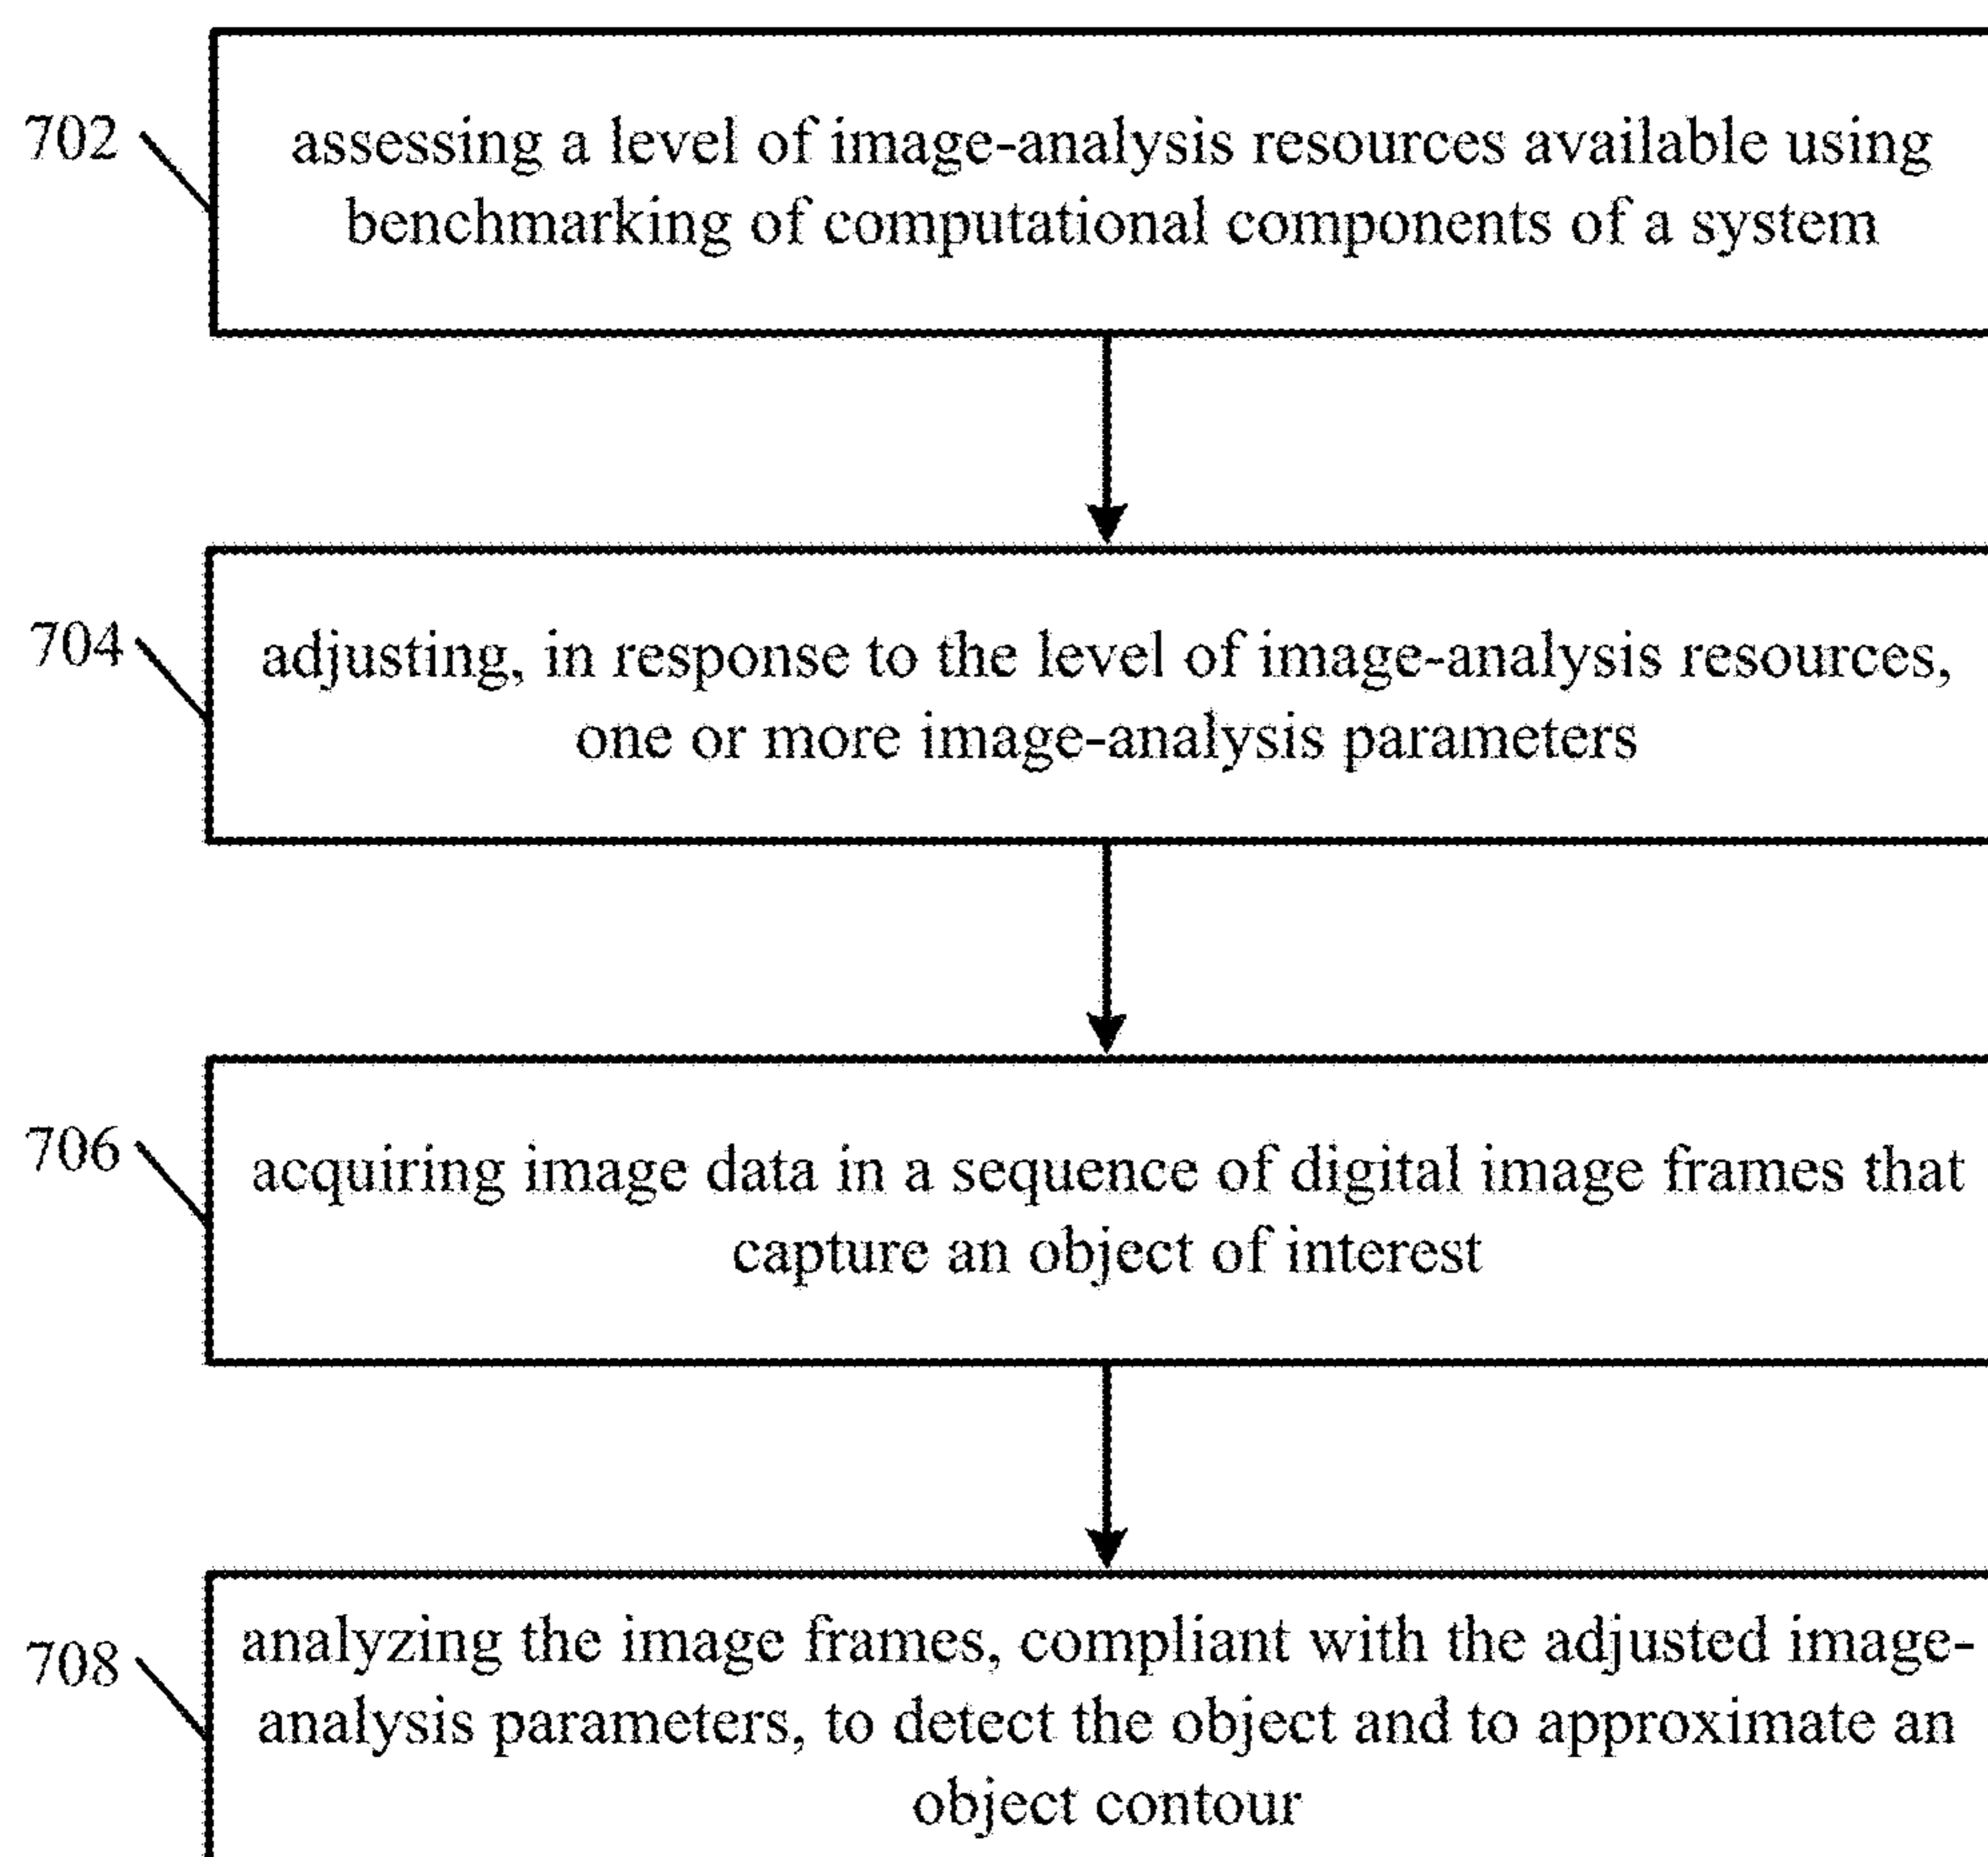 702
assessing a level of image-analysis resources available using
benchmarking of computational components of a system
704
adjusting, in response to the level of image-analysis resources,
one or more image-analysis parameters
706
acquiring image data in a sequence of digital image frames that
capture an object of interest
708
analyzing the image frames, compliant with the adjusted image-
analysis parameters, to detect the object and to approximate an
object contour